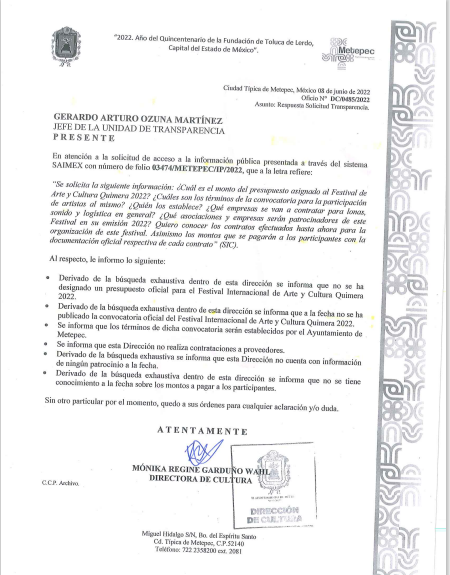 "2022. Año del Quincentenario de la Fundación de Toluca de Lerdo,
Capital del Estado de México".
Metepec
Ciudad Típica de Metepec, México 08 de junio de 2022
Oficio Nº DC/0485/2022
Asunto: Respuesta Solicitud Transparencia.
GERARDO ARTURO OZUNA MARTÍNEZ
JEFE DE LA UNIDAD DE TRANSPARENCIA
P R E S E N T E
En atención a la solicitud de acceso a la información pública presentada a través del sistema
SAIMEX con número de folio 03474/METEPEC/IP/2022, que a la letra refiere:
"Se solicita la siguiente información: ¿Cuál es el monto del presupuesto asignado al Festival de
Arte y Cultura Quimera 2022? ¿Cuáles son los términos de la convocatoria para la participación
de artistas al mismo? ¿Quién los establece? ¿Qué empresas se van a contratar para lonas,
sonido y logística en general? ¿Qué asociaciones y empresas serán patrocinadores de este
Festival en su emisión 2022? Quiero conocer los contratos efectuados hasta ahora para la
organización de este festival. Asimismo los montos que se pagarán a los participantes con la
documentación oficial respectiva de cada contrato" (SIC).
Al respecto, le informo lo siguiente:
• Derivado de la búsqueda exhaustiva dentro de esta dirección se informa que no se ha
designado un presupuesto oficial para el Festival Internacional de Arte y Cultura Quimera
2022.
• Derivado de la búsqueda exhaustiva dentro de esta dirección se informa que a la fecha no se ha
publicado la convocatoria oficial del Festival Internacional de Arte y Cultura Quimera 2022.
• Se informa que los términos de dicha convocatoria serán establecidos por el Ayuntamiento de
Metepec.
• Se informa que esta Dirección no realiza contrataciones a proveedores.
• Derivado de la búsqueda exhaustiva se informa que esta Dirección no cuenta con información
de ningún patrocinio a la fecha.
• Derivado de la búsqueda exhaustiva dentro de esta dirección se informa que no se tiene
conocimiento a la fecha sobre los montos a pagar a los participantes.
Sin otro particular por el momento, quedo a sus órdenes para cualquier aclaración y/o duda.
A T E N T A M E N T E
MÓNIKA REGINE GARDUÑO WAHL
DIRECTORA DE CULTURA
C.C.P. Archivo.
DIRECCIÓN
DE CULTURA
Miguel Hidalgo S/N, Bo. del Espíritu Santo
Cd. Típica de Metepec, C.P.52140
Teléfono: 722 2358200 ext. 2081